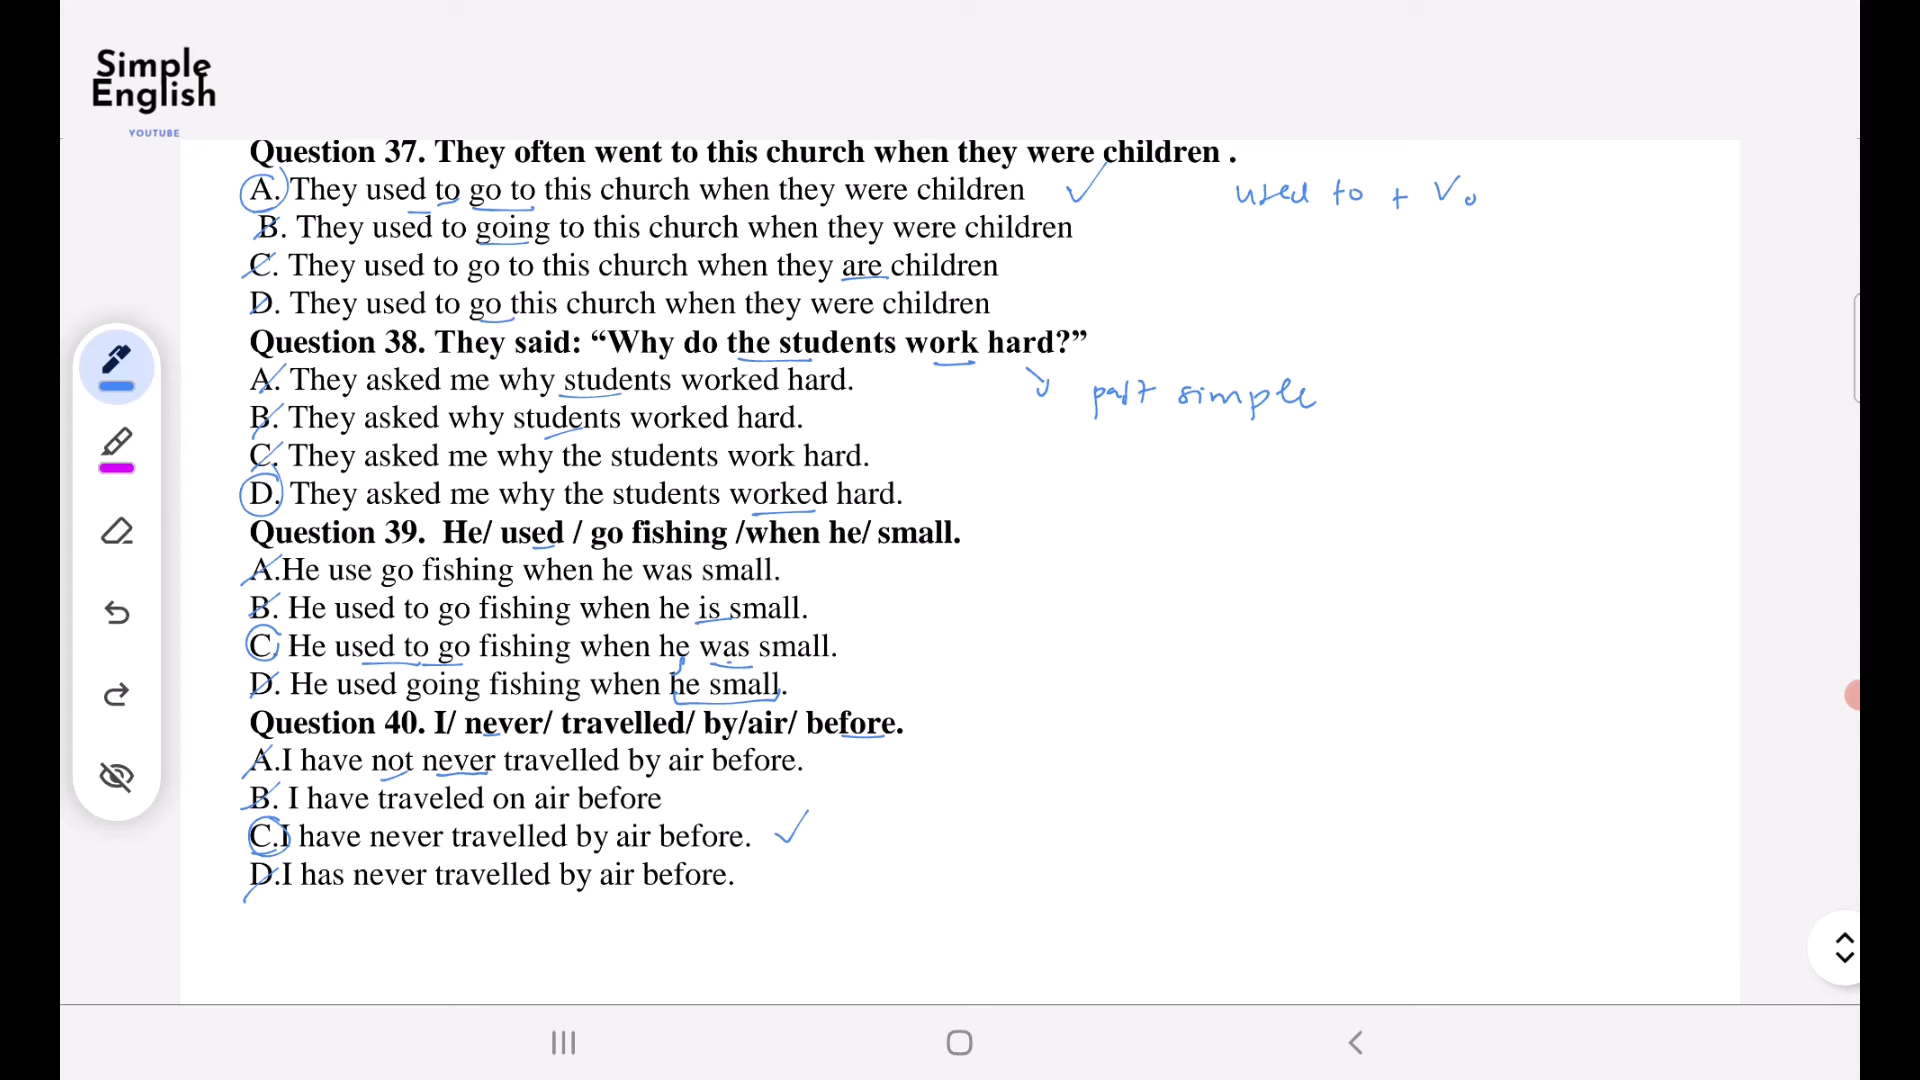 Simple
English
YOUTUBE
Question 37. They often went to this church when they were children .
A. They used to go to this church when they were children
used to + V₀
B. They used to going to this church when they were children
C. They used to go to this church when they are children
D. They used to go this church when they were children
Question 38. They said: “Why do the students work hard?”
A. They asked me why students worked hard.
past simple
B. They asked why students worked hard.
C. They asked me why the students work hard.
D. They asked me why the students worked hard.
Question 39. He/ used / go fishing /when he/ small.
A.He use go fishing when he was small.
B. He used to go fishing when he is small.
C. He used to go fishing when he was small.
D. He used going fishing when he small.
Question 40. I/ never/ travelled/ by/air/ before.
A.I have not never travelled by air before.
B. I have traveled on air before
C.I have never travelled by air before.
D.I has never travelled by air before.